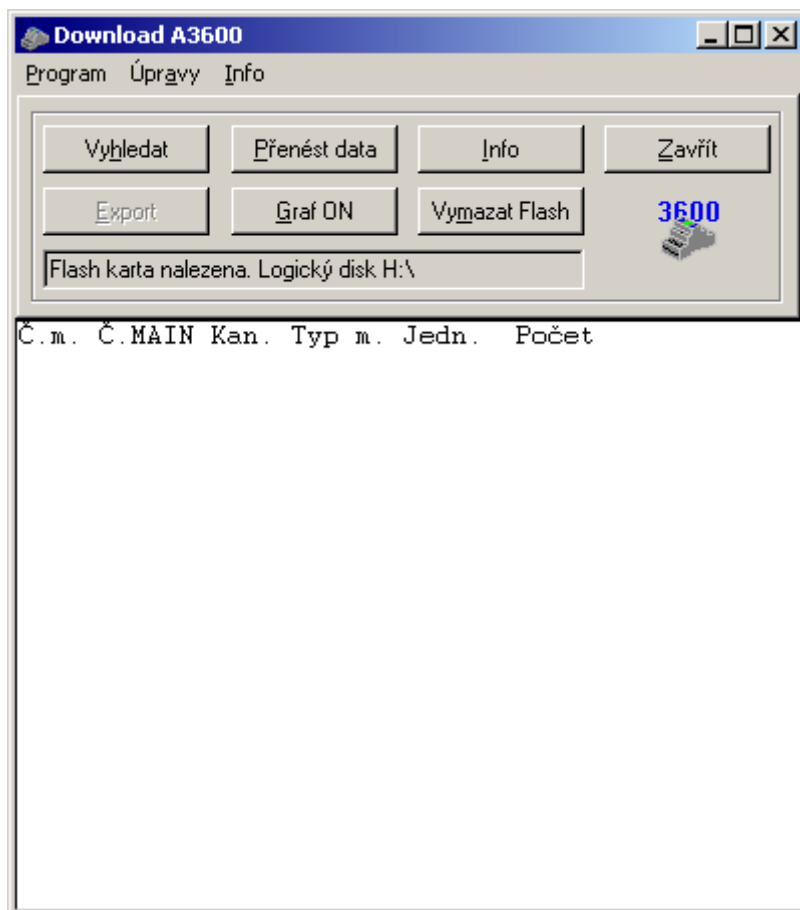 Download A3600
Program Úpravy Info
Vyhledat Přenést data Info Zavřít
Export Graf ON Vymazat Flash 3600
Flash karta nalezena. Logický disk H:\
Č.m. Č.MAIN Kan. Typ m. Jedn. Počet